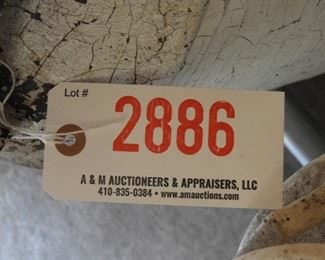 Lot #
2886
A & M AUCTIONEERS & APPRAISERS, LLC
410-835-0384 • www.amauctions.com